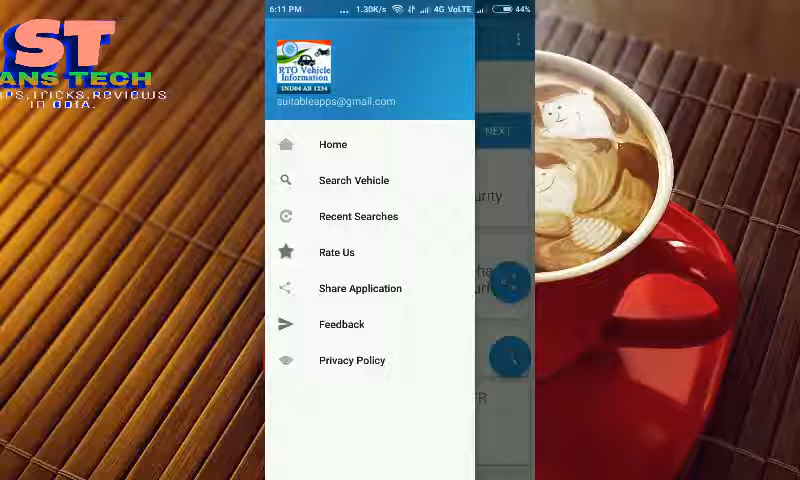 ST
ANS TECH
PS,TRICKS,REVIEWS
IN ODIA.
6:11 PM ... 1.30K/s 4G VoLTE 44%
RTO Vehicle
Information
IND04 AB 1234
suitableapps@gmail.com
NEXT
Home
Search Vehicle
urity
Recent Searches
Rate Us
Share Application
Feedback
Privacy Policy